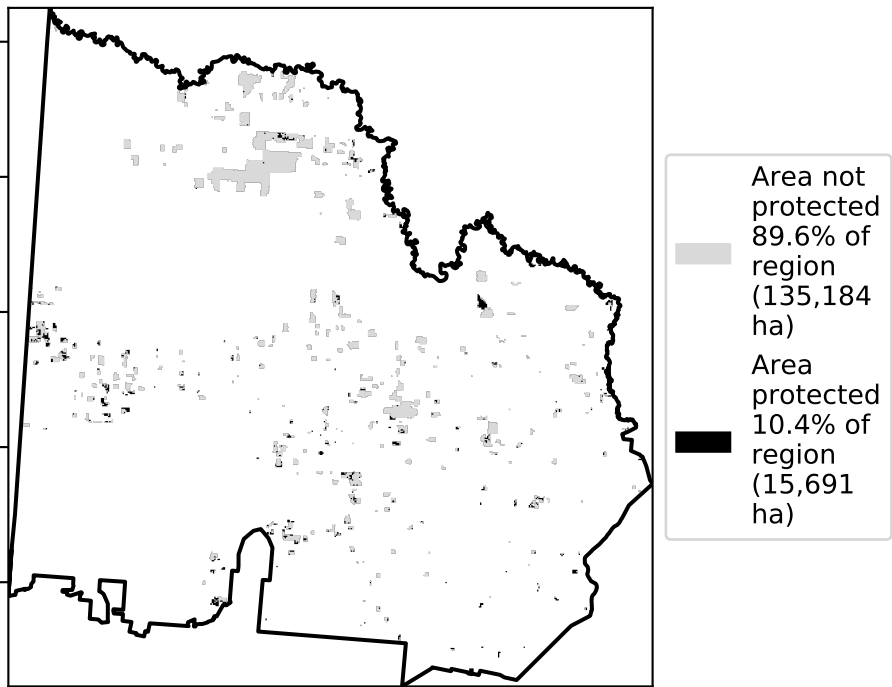 Area not
protected
89.6% of
region
(135,184
ha)
Area
protected
10.4% of
region
(15,691
ha)